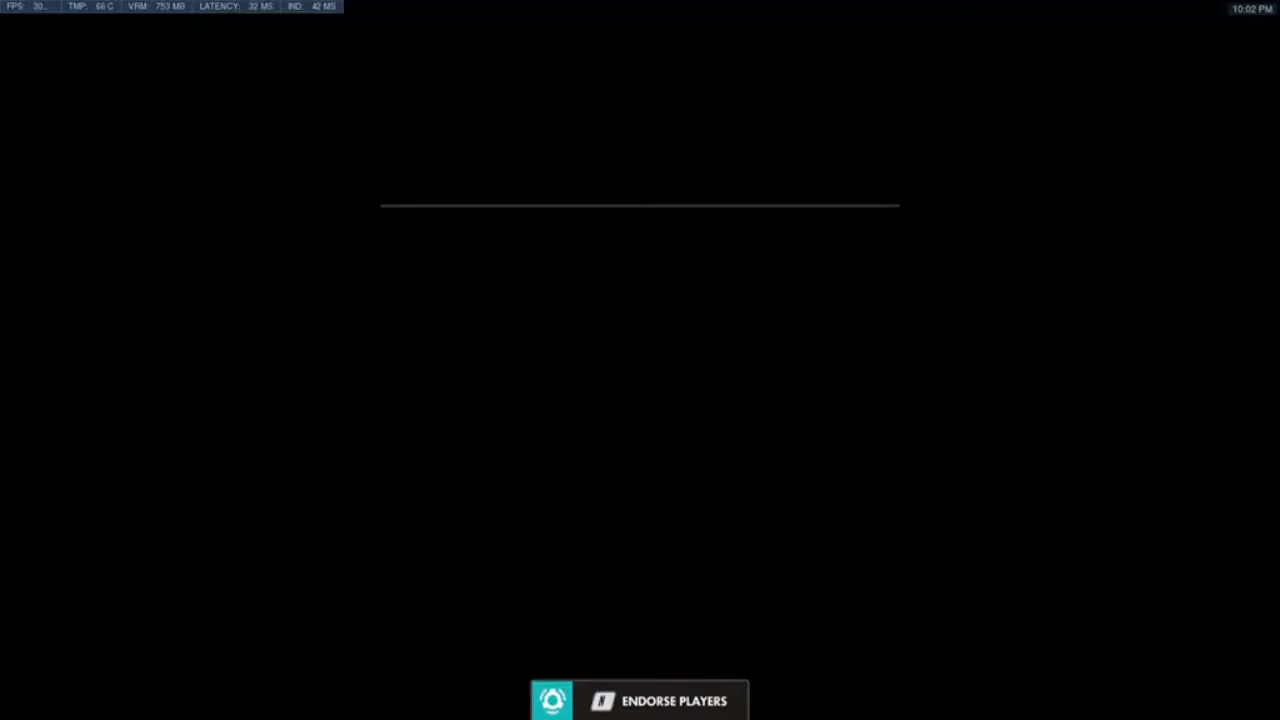 FPS: 30... TMP: 66 C VRM: 753 MB LATENCY: 32 MS IND: 42 MS
10:02 PM
N ENDORSE PLAYERS